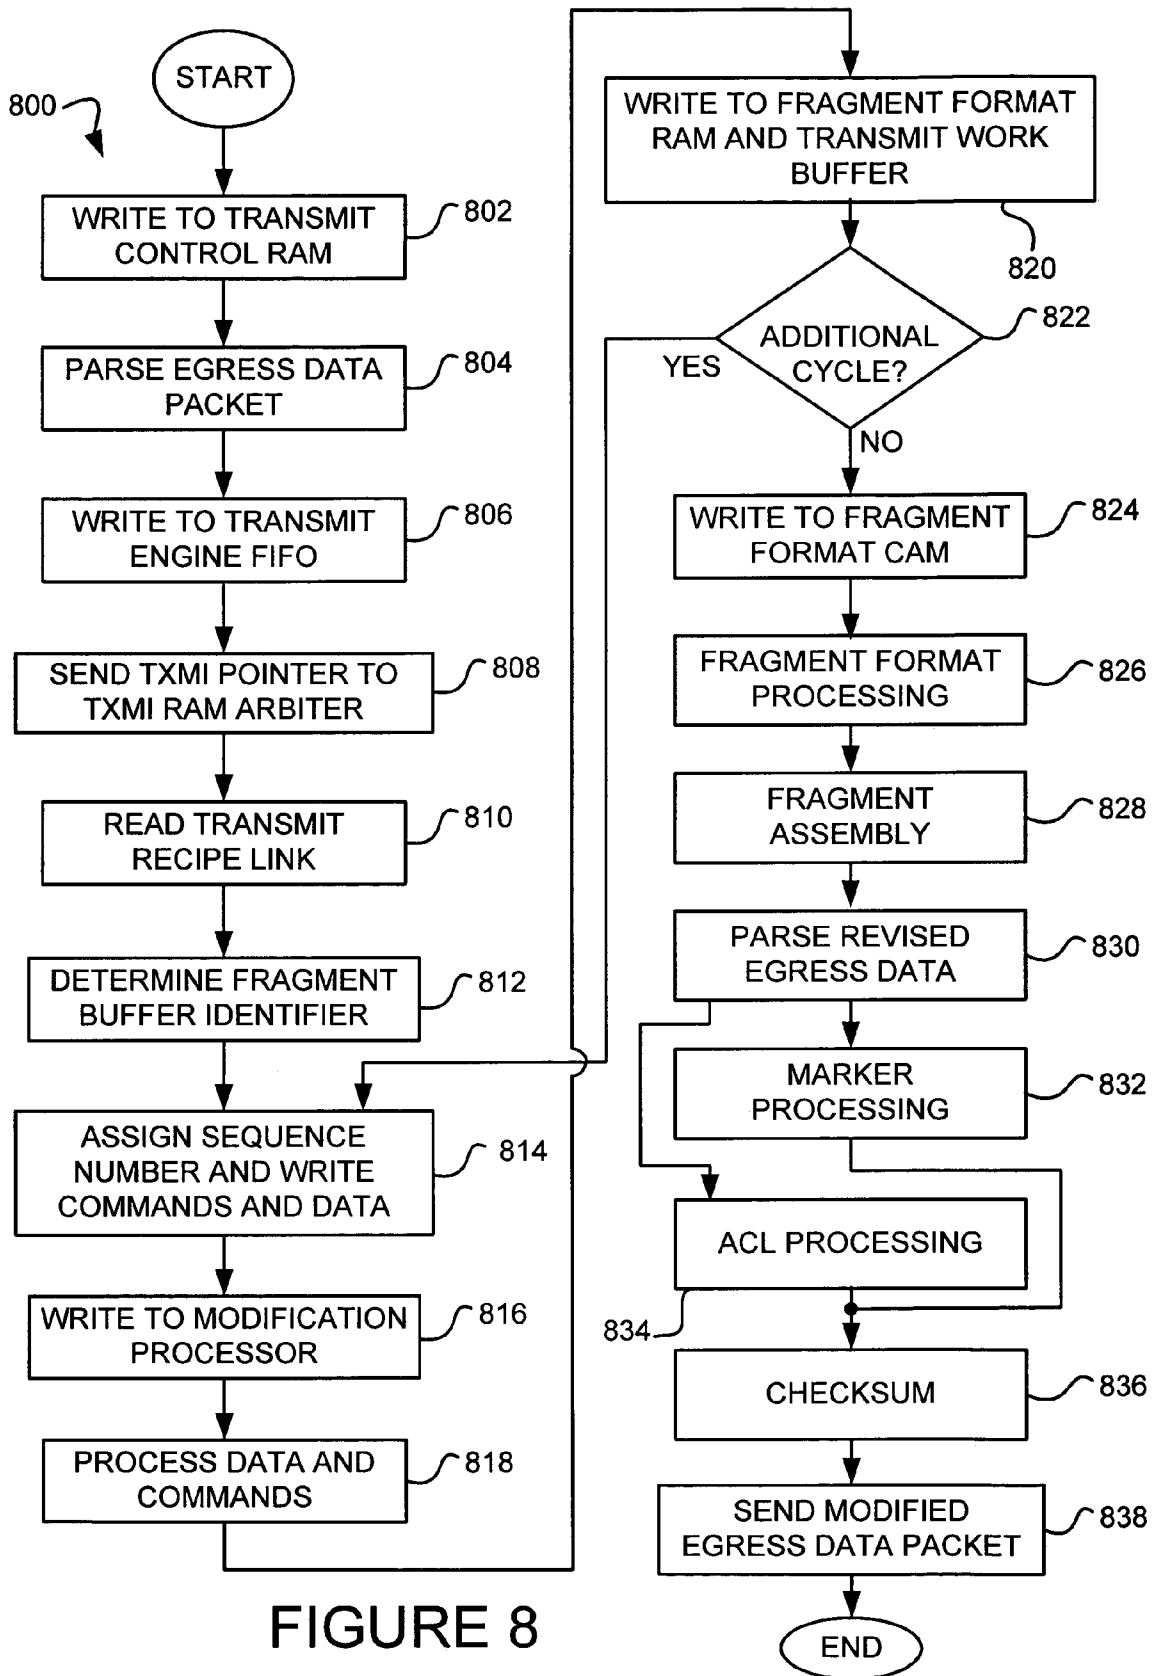 START
800
WRITE TO TRANSMIT
CONTROL RAM
802
PARSE EGRESS DATA
PACKET
804
WRITE TO TRANSMIT
ENGINE FIFO
806
SEND TXMI POINTER TO
TXMI RAM ARBITER
808
READ TRANSMIT
RECIPE LINK
810
DETERMINE FRAGMENT
BUFFER IDENTIFIER
812
ASSIGN SEQUENCE
NUMBER AND WRITE
COMMANDS AND DATA
814
WRITE TO MODIFICATION
PROCESSOR
816
PROCESS DATA AND
COMMANDS
818
WRITE TO FRAGMENT FORMAT
RAM AND TRANSMIT WORK
BUFFER
820
ADDITIONAL
CYCLE?
822
YES
NO
WRITE TO FRAGMENT
FORMAT CAM
824
FRAGMENT FORMAT
PROCESSING
826
FRAGMENT
ASSEMBLY
828
PARSE REVISED
EGRESS DATA
830
MARKER
PROCESSING
832
ACL PROCESSING
834
CHECKSUM
836
SEND MODIFIED
EGRESS DATA PACKET
838
END
FIGURE 8